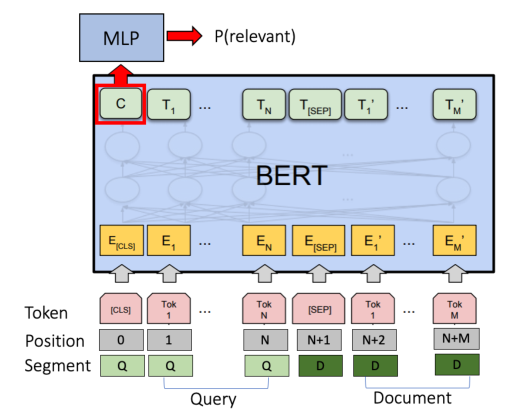 MLP P(relevant)
C T1 ... TN T[SEP] T1' ... TM'
...
BERT
...
E[CLS] E1 ... EN E[SEP] E1' ... EM'
Token [CLS] Tok 1 ... Tok N [SEP] Tok 1 ... Tok M
Position 0 1 N N+1 N+2 N+M
Segment Q Q Q D D D
Query Document